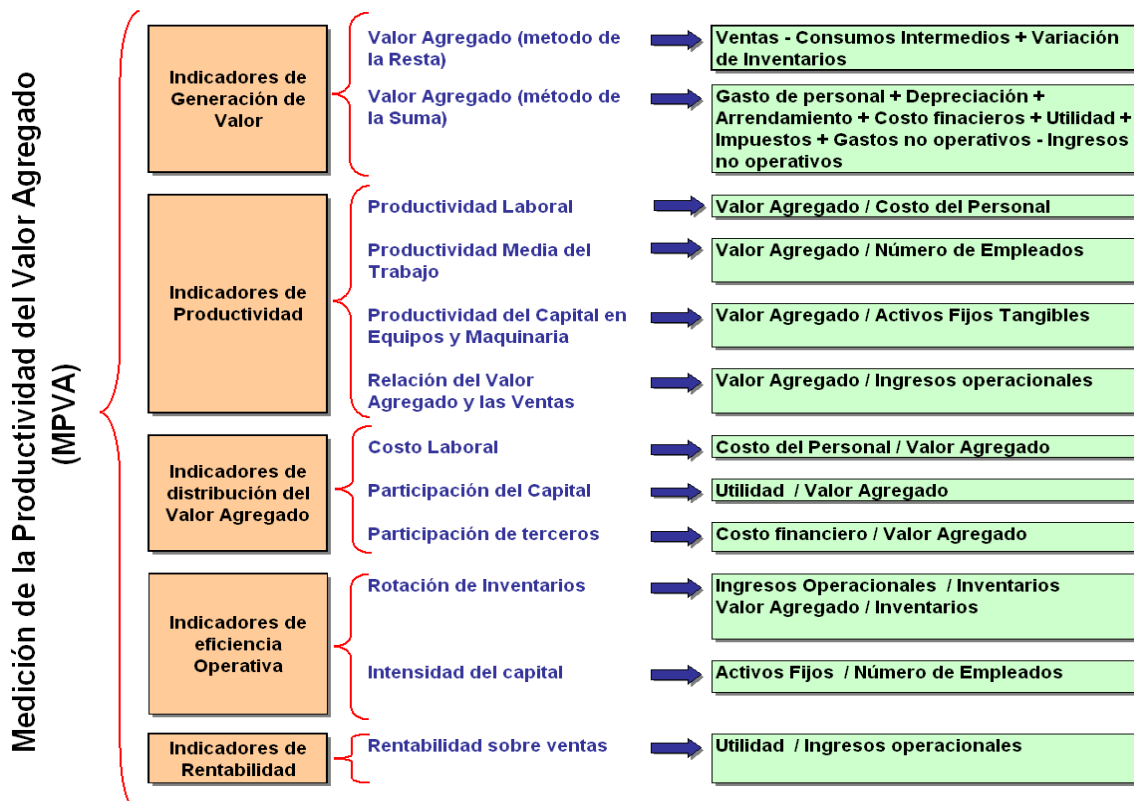 Medición de la Productividad del Valor Agregado
(MPVA)
Indicadores de
Generación de
Valor
Valor Agregado (metodo de
la Resta)
Ventas - Consumos Intermedios + Variación
de Inventarios
Valor Agregado (método de
la Suma)
Gasto de personal + Depreciación +
Arrendamiento + Costo finacieros + Utilidad +
Impuestos + Gastos no operativos - Ingresos
no operativos
Indicadores de
Productividad
Productividad Laboral
Valor Agregado / Costo del Personal
Productividad Media del
Trabajo
Valor Agregado / Número de Empleados
Productividad del Capital en
Equipos y Maquinaria
Valor Agregado / Activos Fijos Tangibles
Relación del Valor
Agregado y las Ventas
Valor Agregado / Ingresos operacionales
Indicadores de
distribución del
Valor Agregado
Costo Laboral
Costo del Personal / Valor Agregado
Participación del Capital
Utilidad / Valor Agregado
Participación de terceros
Costo financiero / Valor Agregado
Indicadores de
eficiencia
Operativa
Rotación de Inventarios
Ingresos Operacionales / Inventarios
Valor Agregado / Inventarios
Intensidad del capital
Activos Fijos / Número de Empleados
Indicadores de
Rentabilidad
Rentabilidad sobre ventas
Utilidad / Ingresos operacionales